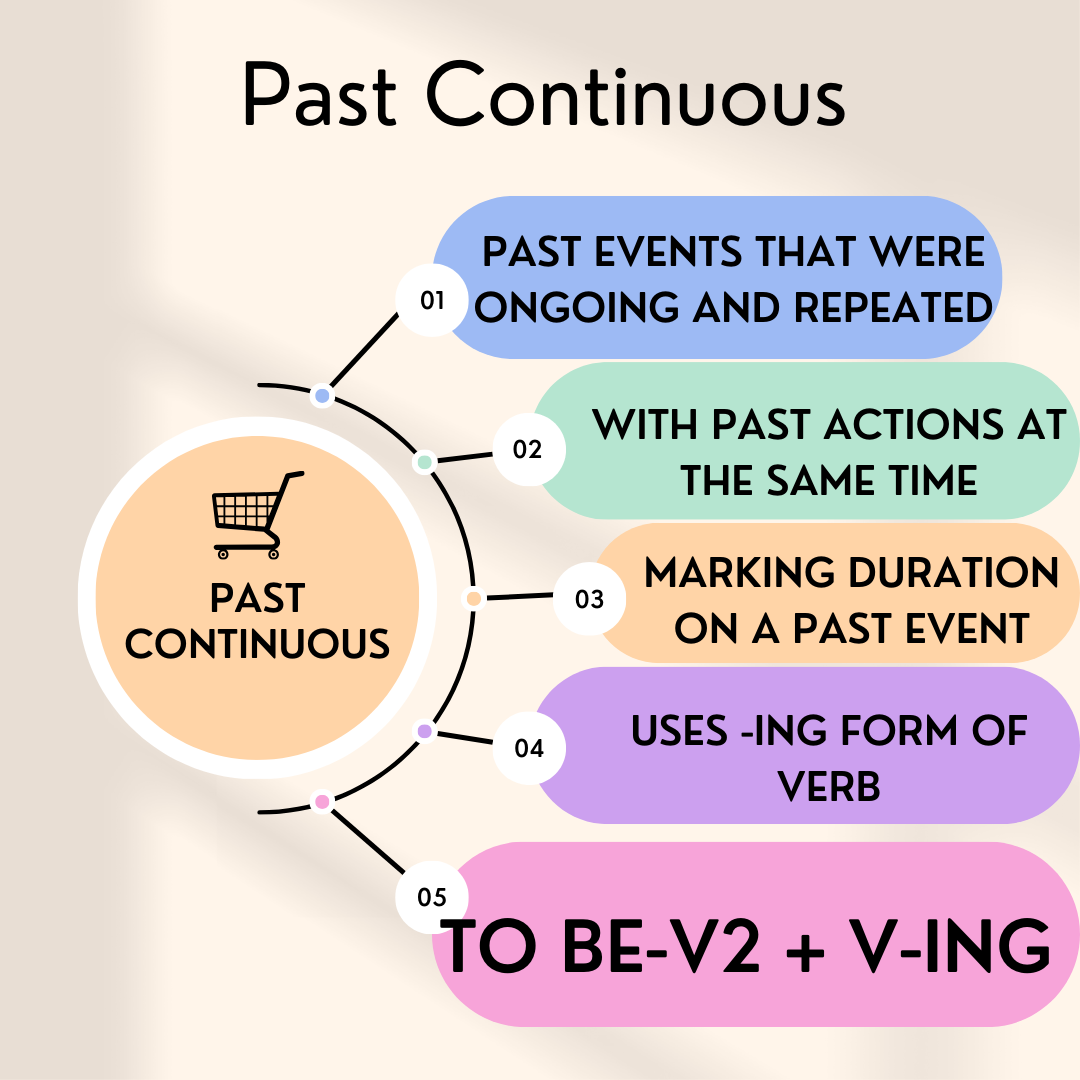 Past Continuous
01
PAST EVENTS THAT WERE
ONGOING AND REPEATED
02
WITH PAST ACTIONS AT
THE SAME TIME
PAST
CONTINUOUS
03
MARKING DURATION
ON A PAST EVENT
04
USES -ING FORM OF
VERB
05
TO BE-V2 + V-ING